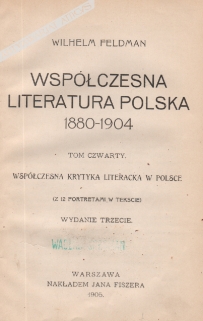 WILHELM FELDMAN
WSPÓŁCZESNA
LITERATURA POLSKA
1880-1904
TOM CZWARTY.
WSPÓŁCZESNA KRYTYKA LITERACKA W POLSCE
(Z 12 PORTRETAMI W TEKŚCIE)
WYDANIE TRZECIE.
WARSZAWA
NAKŁADEM JANA FISZERA
1905.